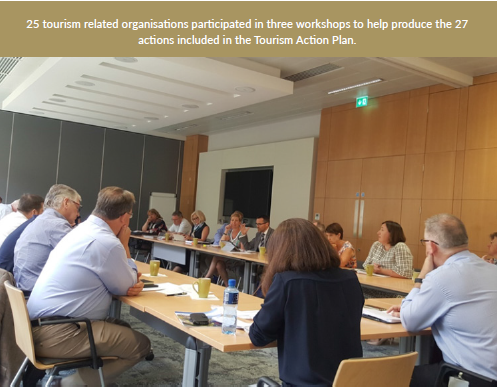 25 tourism related organisations participated in three workshops to help produce the 27
actions included in the Tourism Action Plan.